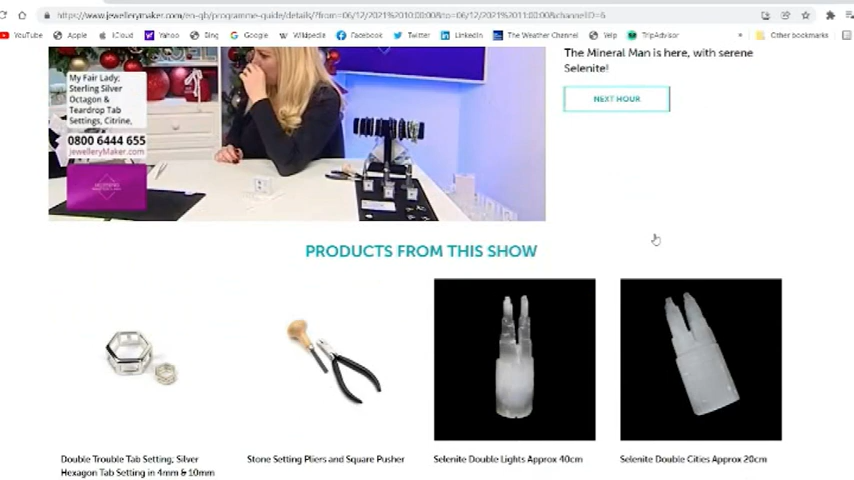 https://www.jewellerymaker.com/en-gb/programme-guide/details/?from=06/12/2021%2010:00:00&to=06/12/2021%2011:00:00&channelID=6
YouTube Apple iCloud Yahoo Bing Google Wikipedia Facebook Twitter LinkedIn The Weather Channel Yelp TripAdvisor » Other bookmarks
The Mineral Man is here, with serene
Selenite!
NEXT HOUR
My Fair Lady;
Sterling Silver
Octagon &
Teardrop Tab
Settings, Citrine,
0800 6444 655
JewelleryMaker.com
PRODUCTS FROM THIS SHOW
Double Trouble Tab Setting; Silver
Hexagon Tab Setting in 4mm & 10mm
Stone Setting Pliers and Square Pusher
Selenite Double Lights Approx 40cm
Selenite Double Cities Approx 20cm